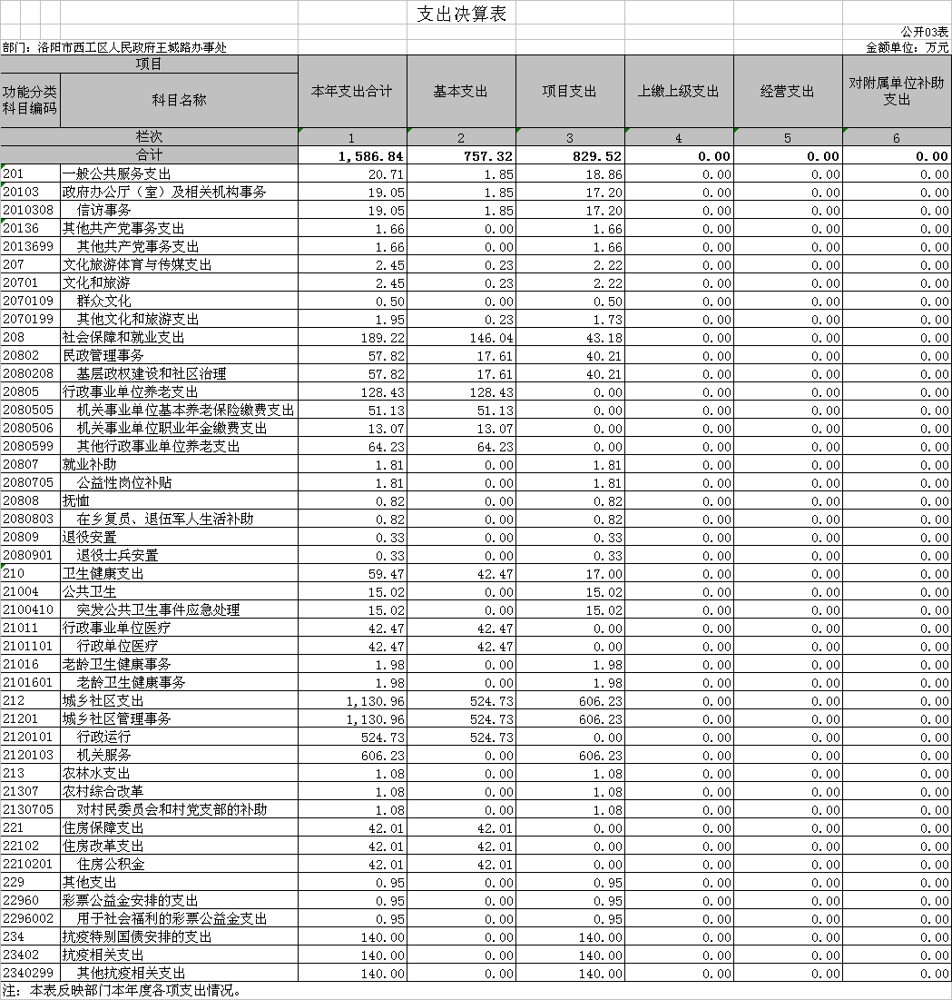 支出决算表
公开03表
部门：洛阳市西工区人民政府王城路办事处 金额单位：万元
项目 本年支出合计 基本支出 项目支出 上缴上级支出 经营支出 对附属单位补助支出
功能分类科目编码 科目名称
栏次 1 2 3 4 5 6
合计 1,586.84 757.32 829.52 0.00 0.00 0.00
201 一般公共服务支出 20.71 1.85 18.86 0.00 0.00 0.00
20103 政府办公厅（室）及相关机构事务 19.05 1.85 17.20 0.00 0.00 0.00
2010308 信访事务 19.05 1.85 17.20 0.00 0.00 0.00
20136 其他共产党事务支出 1.66 0.00 1.66 0.00 0.00 0.00
2013699 其他共产党事务支出 1.66 0.00 1.66 0.00 0.00 0.00
207 文化旅游体育与传媒支出 2.45 0.23 2.22 0.00 0.00 0.00
20701 文化和旅游 2.45 0.23 2.22 0.00 0.00 0.00
2070109 群众文化 0.50 0.00 0.50 0.00 0.00 0.00
2070199 其他文化和旅游支出 1.95 0.23 1.73 0.00 0.00 0.00
208 社会保障和就业支出 189.22 146.04 43.18 0.00 0.00 0.00
20802 民政管理事务 57.82 17.61 40.21 0.00 0.00 0.00
2080208 基层政权建设和社区治理 57.82 17.61 40.21 0.00 0.00 0.00
20805 行政事业单位养老支出 128.43 128.43 0.00 0.00 0.00 0.00
2080505 机关事业单位基本养老保险缴费支出 51.13 51.13 0.00 0.00 0.00 0.00
2080506 机关事业单位职业年金缴费支出 13.07 13.07 0.00 0.00 0.00 0.00
2080599 其他行政事业单位养老支出 64.23 64.23 0.00 0.00 0.00 0.00
20807 就业补助 1.81 0.00 1.81 0.00 0.00 0.00
2080705 公益性岗位补贴 1.81 0.00 1.81 0.00 0.00 0.00
20808 抚恤 0.82 0.00 0.82 0.00 0.00 0.00
2080803 在乡复员、退伍军人生活补助 0.82 0.00 0.82 0.00 0.00 0.00
20809 退役安置 0.33 0.00 0.33 0.00 0.00 0.00
2080901 退役士兵安置 0.33 0.00 0.33 0.00 0.00 0.00
210 卫生健康支出 59.47 42.47 17.00 0.00 0.00 0.00
21004 公共卫生 15.02 0.00 15.02 0.00 0.00 0.00
2100410 突发公共卫生事件应急处理 15.02 0.00 15.02 0.00 0.00 0.00
21011 行政事业单位医疗 42.47 42.47 0.00 0.00 0.00 0.00
2101101 行政单位医疗 42.47 42.47 0.00 0.00 0.00 0.00
21016 老龄卫生健康事务 1.98 0.00 1.98 0.00 0.00 0.00
2101601 老龄卫生健康事务 1.98 0.00 1.98 0.00 0.00 0.00
212 城乡社区支出 1,130.96 524.73 606.23 0.00 0.00 0.00
21201 城乡社区管理事务 1,130.96 524.73 606.23 0.00 0.00 0.00
2120101 行政运行 524.73 524.73 0.00 0.00 0.00 0.00
2120103 机关服务 606.23 0.00 606.23 0.00 0.00 0.00
213 农林水支出 1.08 0.00 1.08 0.00 0.00 0.00
21307 农村综合改革 1.08 0.00 1.08 0.00 0.00 0.00
2130705 对村民委员会和村党支部的补助 1.08 0.00 1.08 0.00 0.00 0.00
221 住房保障支出 42.01 42.01 0.00 0.00 0.00 0.00
22102 住房改革支出 42.01 42.01 0.00 0.00 0.00 0.00
2210201 住房公积金 42.01 42.01 0.00 0.00 0.00 0.00
229 其他支出 0.95 0.00 0.95 0.00 0.00 0.00
22960 彩票公益金安排的支出 0.95 0.00 0.95 0.00 0.00 0.00
2296002 用于社会福利的彩票公益金支出 0.95 0.00 0.95 0.00 0.00 0.00
234 抗疫特别国债安排的支出 140.00 0.00 140.00 0.00 0.00 0.00
23402 抗疫相关支出 140.00 0.00 140.00 0.00 0.00 0.00
2340299 其他抗疫相关支出 140.00 0.00 140.00 0.00 0.00 0.00
注：本表反映部门本年度各项支出情况。